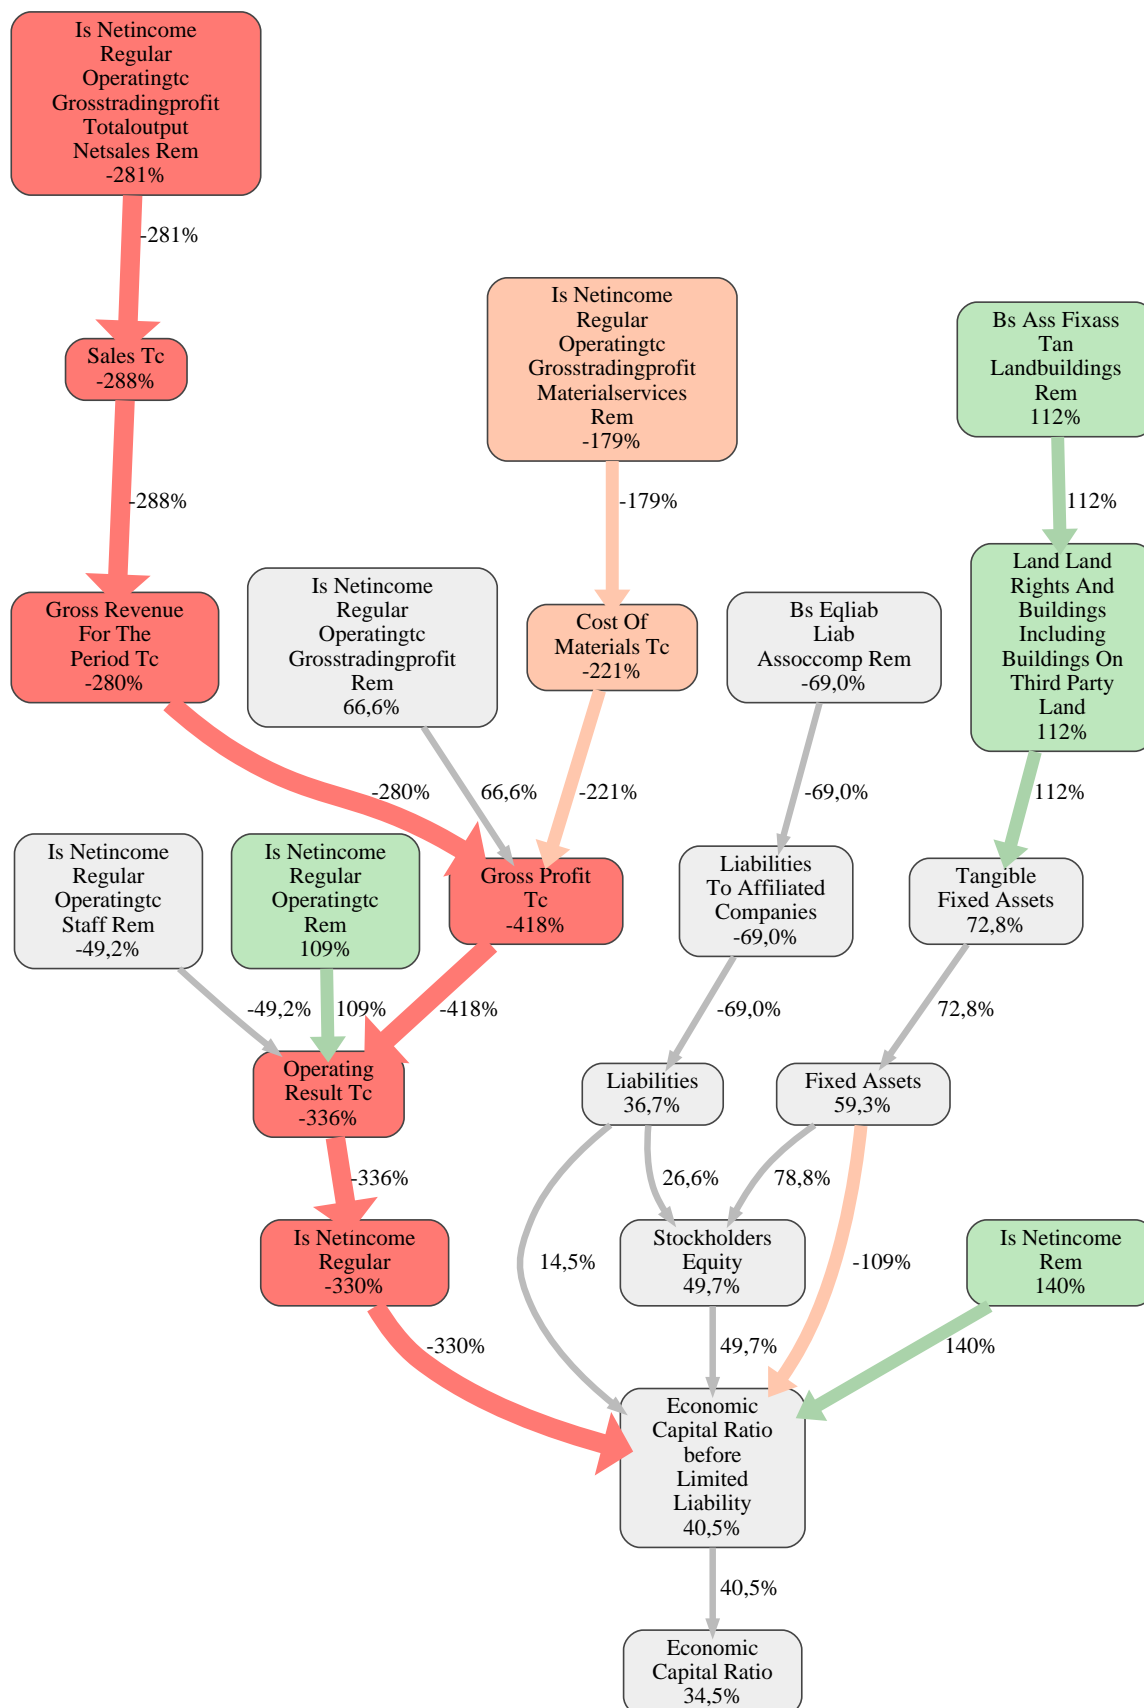 Is Netincome
Regular
Operatingtc
Grosstradingprofit
Totaloutput
Netsales Rem
-281%
-281%
Sales Tc
-288%
Is Netincome
Regular
Operatingtc
Grosstradingprofit
Materialservices
Rem
-179%
Bs Ass Fixass
Tan
Landbuildings
Rem
112%
-288%
-179%
112%
Gross Revenue
For The
Period Tc
-280%
Is Netincome
Regular
Operatingtc
Grosstradingprofit
Rem
66,6%
Cost Of
Materials Tc
-221%
Bs Eqliab
Liab
Assoccomp Rem
-69,0%
Land Land
Rights And
Buildings
Including
Buildings On
Third Party
Land
112%
-280%
66,6%
-221%
-69,0%
112%
Is Netincome
Regular
Operatingtc
Staff Rem
-49,2%
Is Netincome
Regular
Operatingtc
Rem
109%
Gross Profit
Tc
-418%
Liabilities
To Affiliated
Companies
-69,0%
Tangible
Fixed Assets
72,8%
-49,2%
109%
-418%
-69,0%
72,8%
Operating
Result Tc
-336%
Liabilities
36,7%
Fixed Assets
59,3%
-336%
26,6%
78,8%
Is Netincome
Regular
-330%
14,5%
Stockholders
Equity
49,7%
-109%
Is Netincome
Rem
140%
-330%
49,7%
140%
Economic
Capital Ratio
before
Limited
Liability
40,5%
40,5%
Economic
Capital Ratio
34,5%